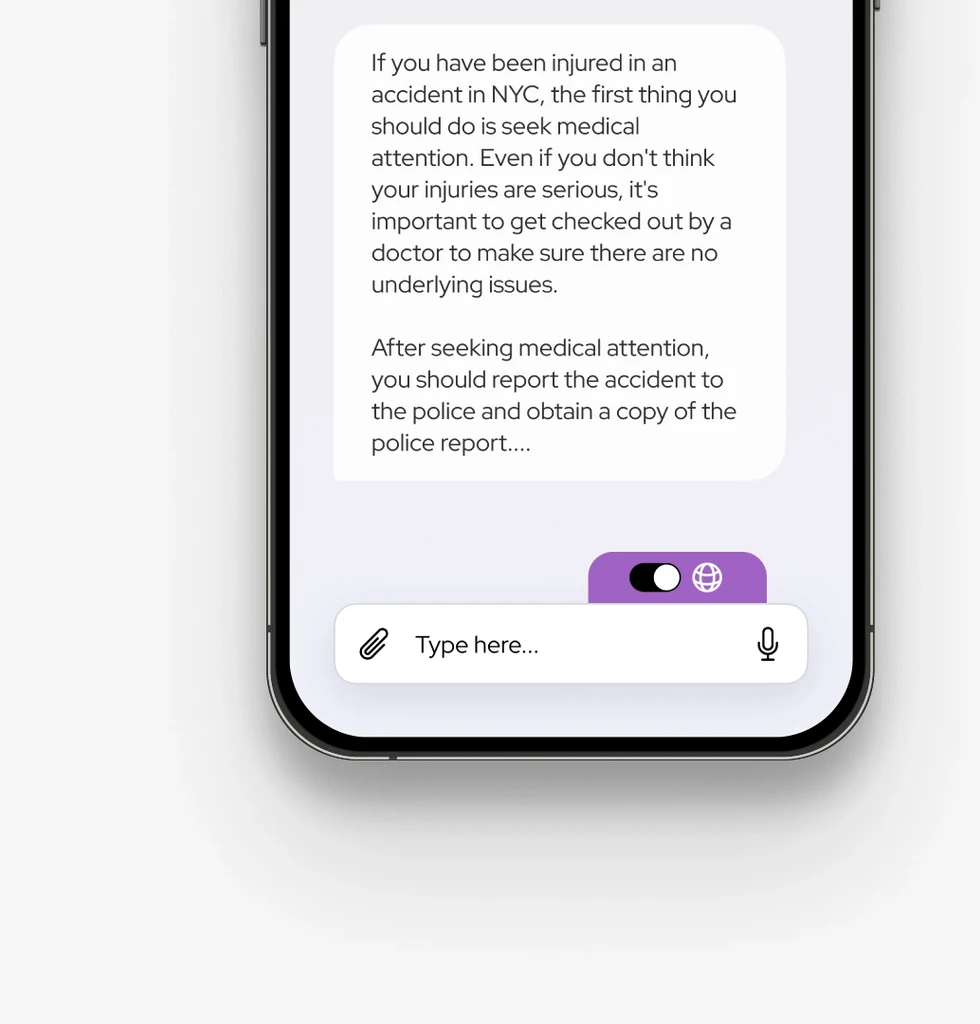 If you have been injured in an
accident in NYC, the first thing you
should do is seek medical
attention. Even if you don't think
your injuries are serious, it's
important to get checked out by a
doctor to make sure there are no
underlying issues.
After seeking medical attention,
you should report the accident to
the police and obtain a copy of the
police report....
Type here...